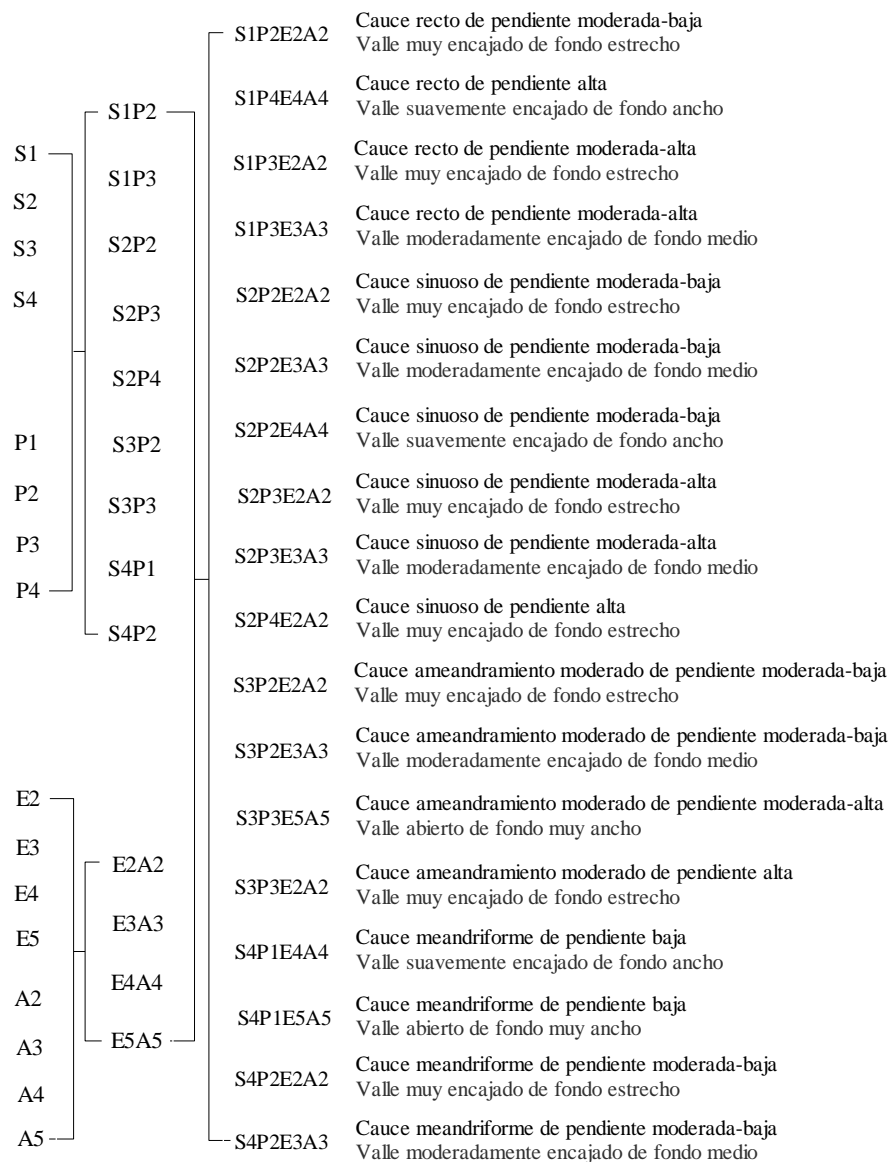 S1
S2
S3
S4
P1
P2
P3
P4
E2
E3
E4
E5
A2
A3
A4
A5
S1P2
S1P3
S2P2
S2P3
S2P4
S3P2
S3P3
S4P1
S4P2
E2A2
E3A3
E4A4
E5A5
S1P2E2A2
Cauce recto de pendiente moderada-baja
Valle muy encajado de fondo estrecho
S1P4E4A4
Cauce recto de pendiente alta
Valle suavemente encajado de fondo ancho
S1P3E2A2
Cauce recto de pendiente moderada-alta
Valle muy encajado de fondo estrecho
S1P3E3A3
Cauce recto de pendiente moderada-alta
Valle moderadamente encajado de fondo medio
S2P2E2A2
Cauce sinuoso de pendiente moderada-baja
Valle muy encajado de fondo estrecho
S2P2E3A3
Cauce sinuoso de pendiente moderada-baja
Valle moderadamente encajado de fondo medio
S2P2E4A4
Cauce sinuoso de pendiente moderada-baja
Valle suavemente encajado de fondo ancho
S2P3E2A2
Cauce sinuoso de pendiente moderada-alta
Valle muy encajado de fondo estrecho
S2P3E3A3
Cauce sinuoso de pendiente moderada-alta
Valle moderadamente encajado de fondo medio
S2P4E2A2
Cauce sinuoso de pendiente alta
Valle muy encajado de fondo estrecho
S3P2E2A2
Cauce ameandramiento moderado de pendiente moderada-baja
Valle muy encajado de fondo estrecho
S3P2E3A3
Cauce ameandramiento moderado de pendiente moderada-baja
Valle moderadamente encajado de fondo medio
S3P3E5A5
Cauce ameandramiento moderado de pendiente moderada-alta
Valle abierto de fondo muy ancho
S3P3E2A2
Cauce ameandramiento moderado de pendiente alta
Valle muy encajado de fondo estrecho
S4P1E4A4
Cauce meandriforme de pendiente baja
Valle suavemente encajado de fondo ancho
S4P1E5A5
Cauce meandriforme de pendiente baja
Valle abierto de fondo muy ancho
S4P2E2A2
Cauce meandriforme de pendiente moderada-baja
Valle muy encajado de fondo estrecho
S4P2E3A3
Cauce meandriforme de pendiente moderada-baja
Valle moderadamente encajado de fondo medio